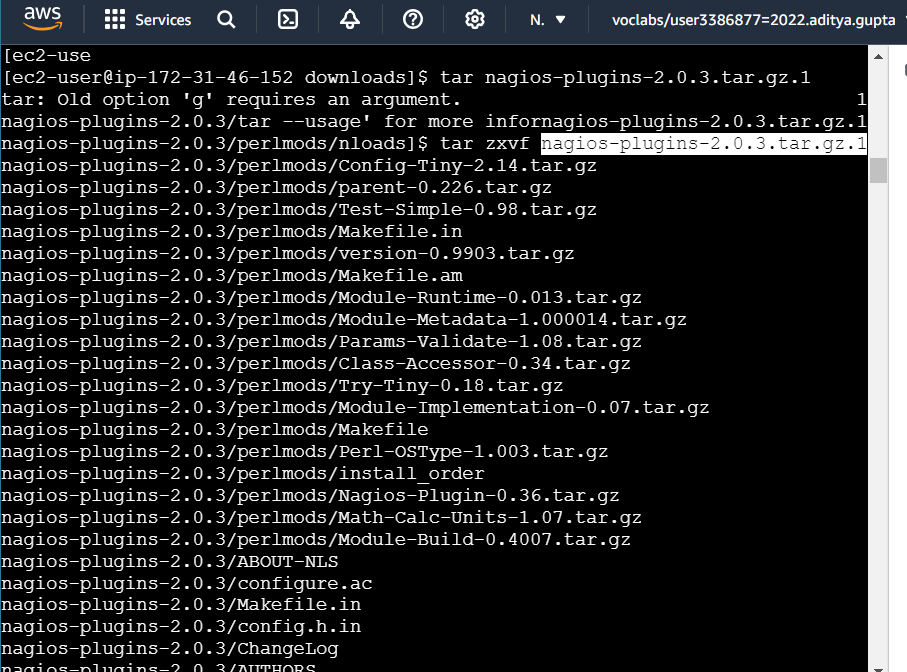 aws Services N. ▼ voclabs/user3386877=2022.aditya.gupta
[ec2-use
[ec2-user@ip-172-31-46-152 downloads]$ tar nagios-plugins-2.0.3.tar.gz.1
tar: Old option 'g' requires an argument. 1
nagios-plugins-2.0.3/tar --usage' for more infornagios-plugins-2.0.3.tar.gz.1
nagios-plugins-2.0.3/perlmods/nloads]$ tar zxvf nagios-plugins-2.0.3.tar.gz.1
nagios-plugins-2.0.3/perlmods/Config-Tiny-2.14.tar.gz
nagios-plugins-2.0.3/perlmods/parent-0.226.tar.gz
nagios-plugins-2.0.3/perlmods/Test-Simple-0.98.tar.gz
nagios-plugins-2.0.3/perlmods/Makefile.in
nagios-plugins-2.0.3/perlmods/version-0.9903.tar.gz
nagios-plugins-2.0.3/perlmods/Makefile.am
nagios-plugins-2.0.3/perlmods/Module-Runtime-0.013.tar.gz
nagios-plugins-2.0.3/perlmods/Module-Metadata-1.000014.tar.gz
nagios-plugins-2.0.3/perlmods/Params-Validate-1.08.tar.gz
nagios-plugins-2.0.3/perlmods/Class-Accessor-0.34.tar.gz
nagios-plugins-2.0.3/perlmods/Try-Tiny-0.18.tar.gz
nagios-plugins-2.0.3/perlmods/Module-Implementation-0.07.tar.gz
nagios-plugins-2.0.3/perlmods/Makefile
nagios-plugins-2.0.3/perlmods/Perl-OSType-1.003.tar.gz
nagios-plugins-2.0.3/perlmods/install_order
nagios-plugins-2.0.3/perlmods/Nagios-Plugin-0.36.tar.gz
nagios-plugins-2.0.3/perlmods/Math-Calc-Units-1.07.tar.gz
nagios-plugins-2.0.3/perlmods/Module-Build-0.4007.tar.gz
nagios-plugins-2.0.3/ABOUT-NLS
nagios-plugins-2.0.3/configure.ac
nagios-plugins-2.0.3/Makefile.in
nagios-plugins-2.0.3/config.h.in
nagios-plugins-2.0.3/ChangeLog
nagios-plugins-2.0.3/AUTHORS